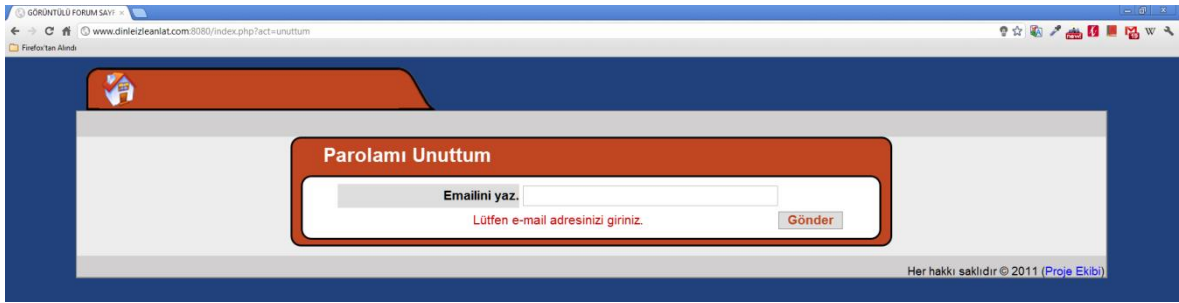 GÖRÜNTÜLÜ FORUM SAYF
www.dinleizleanlat.com:8080/index.php?act=unuttum
Firefox'tan Alındı
Parolamı Unuttum
Emailini yaz.
Lütfen e-mail adresinizi giriniz.
Gönder
Her hakkı saklıdır © 2011 (Proje Ekibi)